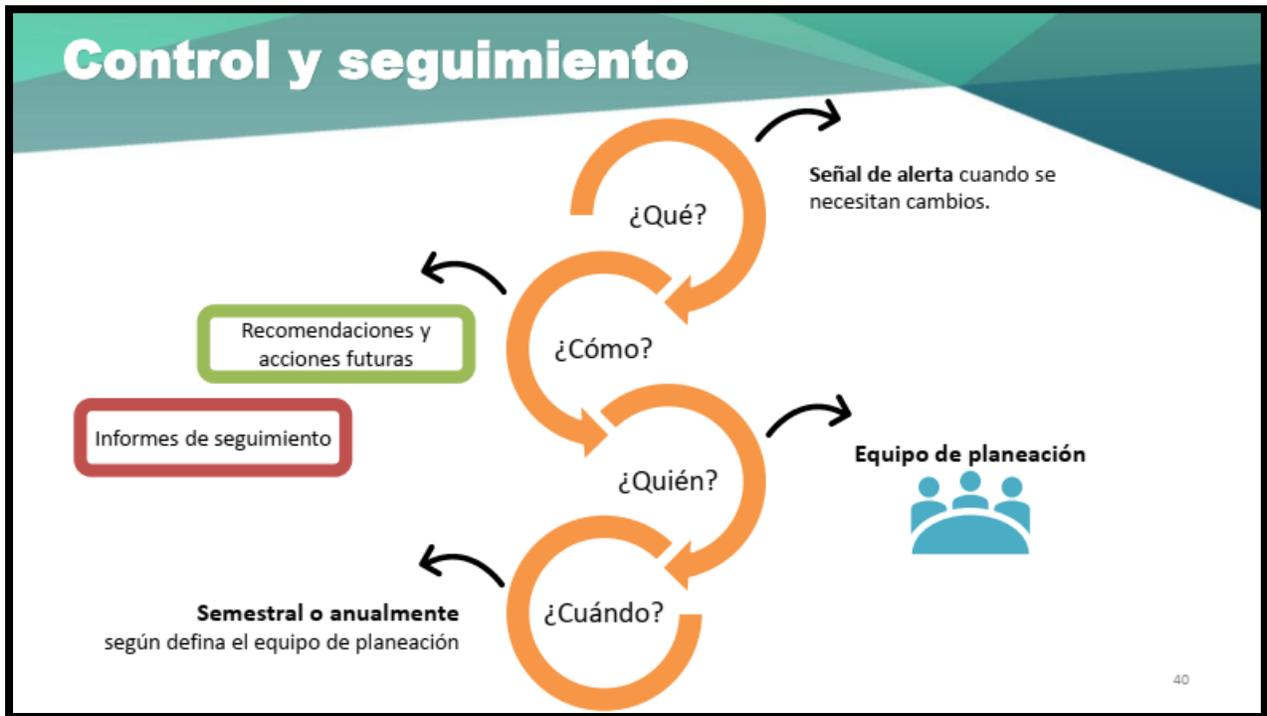 Control y seguimiento
¿Qué?
Señal de alerta cuando se
necesitan cambios.
¿Cómo?
Recomendaciones y
acciones futuras
Informes de seguimiento
¿Quién?
Equipo de planeación
¿Cuándo?
Semestral o anualmente
según defina el equipo de planeación
40